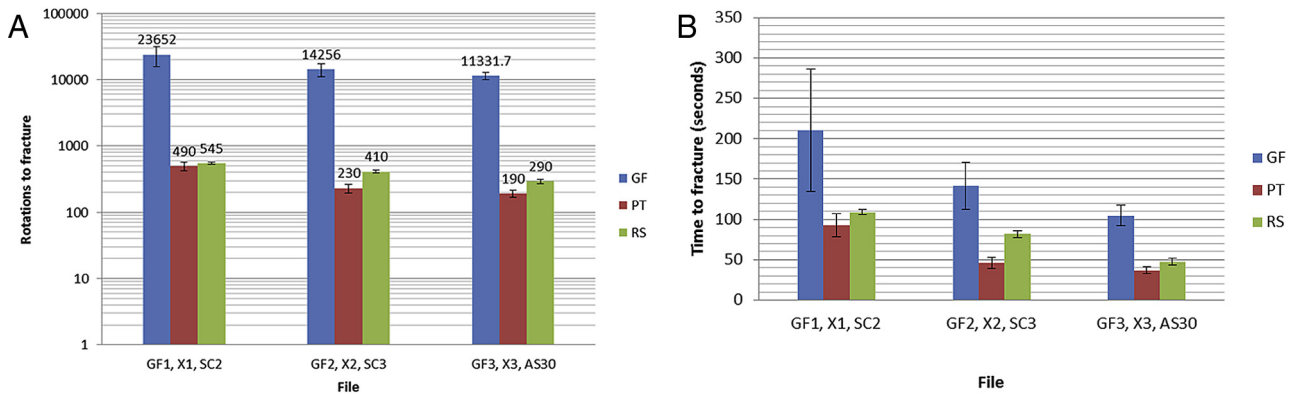 A
100000
10000
1000
100
10
1
Rotations to fracture
23652
490
545
14256
230
410
11331.7
190
290
GF1, X1, SC2
GF2, X2, SC3
GF3, X3, AS30
File
GF
PT
RS
B
350
300
250
200
150
100
50
0
Time to fracture (seconds)
GF1, X1, SC2
GF2, X2, SC3
GF3, X3, AS30
File
GF
PT
RS